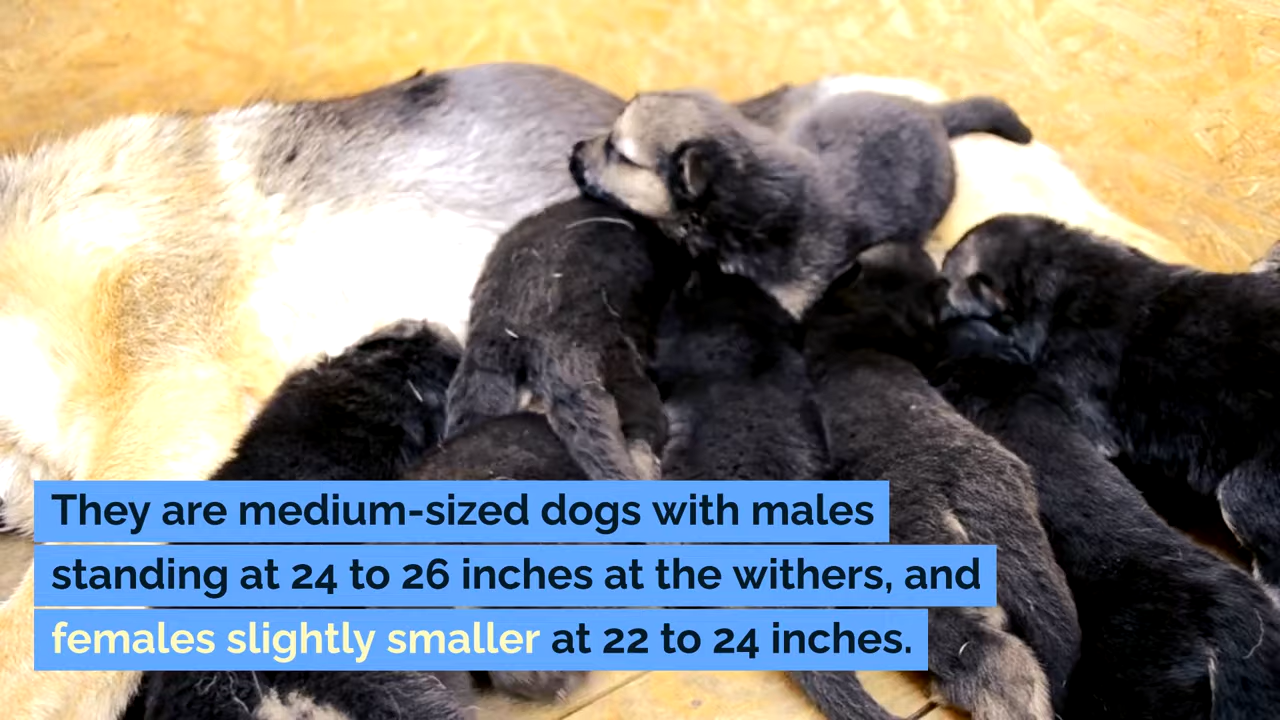 They are medium-sized dogs with males
standing at 24 to 26 inches at the withers, and
females slightly smaller at 22 to 24 inches.